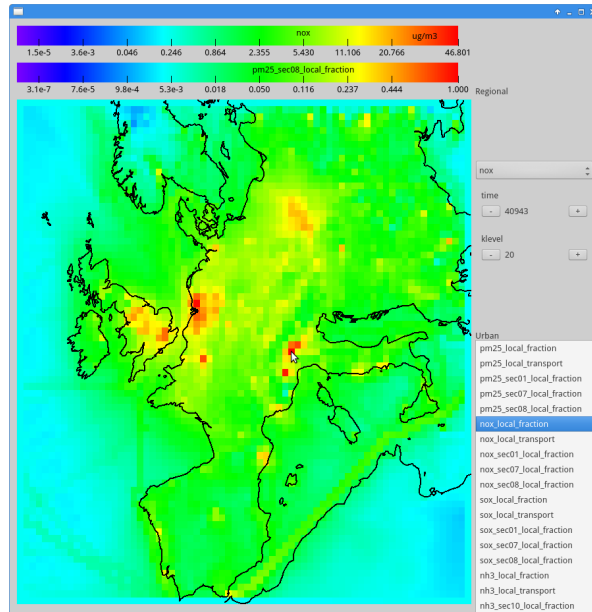 nox ug/m3
1.5e-5 3.6e-3 0.046 0.246 0.864 2.355 5.430 11.106 20.766 46.801
pm25_sec08_local_fraction
3.1e-7 7.6e-5 9.8e-4 5.3e-3 0.018 0.050 0.116 0.237 0.444 1.000
Regional
nox
time
- 40943 +
klevel
- 20 +
Urban
pm25_local_fraction
pm25_local_transport
pm25_sec01_local_fraction
pm25_sec07_local_fraction
pm25_sec08_local_fraction
nox_local_fraction
nox_local_transport
nox_sec01_local_fraction
nox_sec07_local_fraction
nox_sec08_local_fraction
sox_local_fraction
sox_local_transport
sox_sec01_local_fraction
sox_sec07_local_fraction
sox_sec08_local_fraction
nh3_local_fraction
nh3_local_transport
nh3_sec10_local_fraction